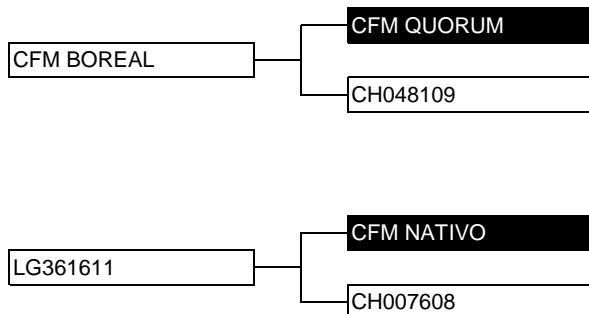 CFM QUORUM
CFM BOREAL
CH048109
CFM NATIVO
LG361611
CH007608